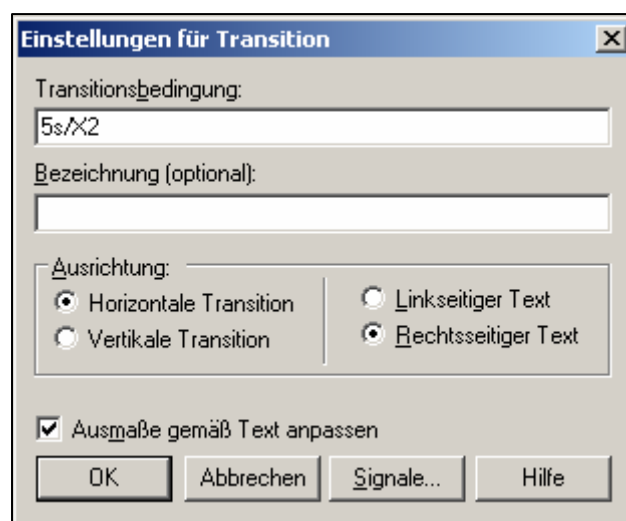 Einstellungen für Transition
Transitionsbedingung:
5s/X2
Bezeichnung (optional):
Ausrichtung:
Horizontale Transition
Linkseitiger Text
Vertikale Transition
Rechtsseitiger Text
Ausmaße gemäß Text anpassen
OK Abbrechen Signale... Hilfe